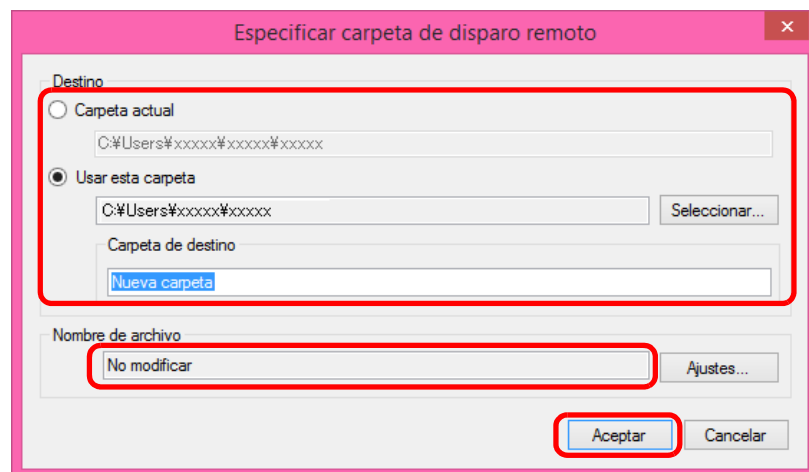 Especificar carpeta de disparo remoto
Destino
Carpeta actual
C:¥Users¥xxxxx¥xxxxx¥xxxxx
Usar esta carpeta
C:¥Users¥xxxxx¥xxxxx
Seleccionar...
Carpeta de destino
Nueva carpeta
Nombre de archivo
No modificar
Ajustes...
Aceptar
Cancelar